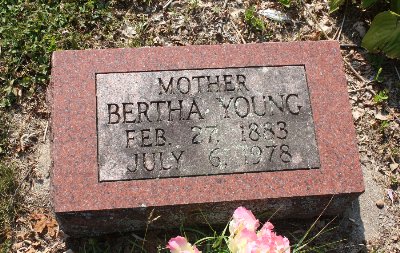 MOTHER
BERTHA YOUNG
FEB. 27, 1883
JULY 6, 1978